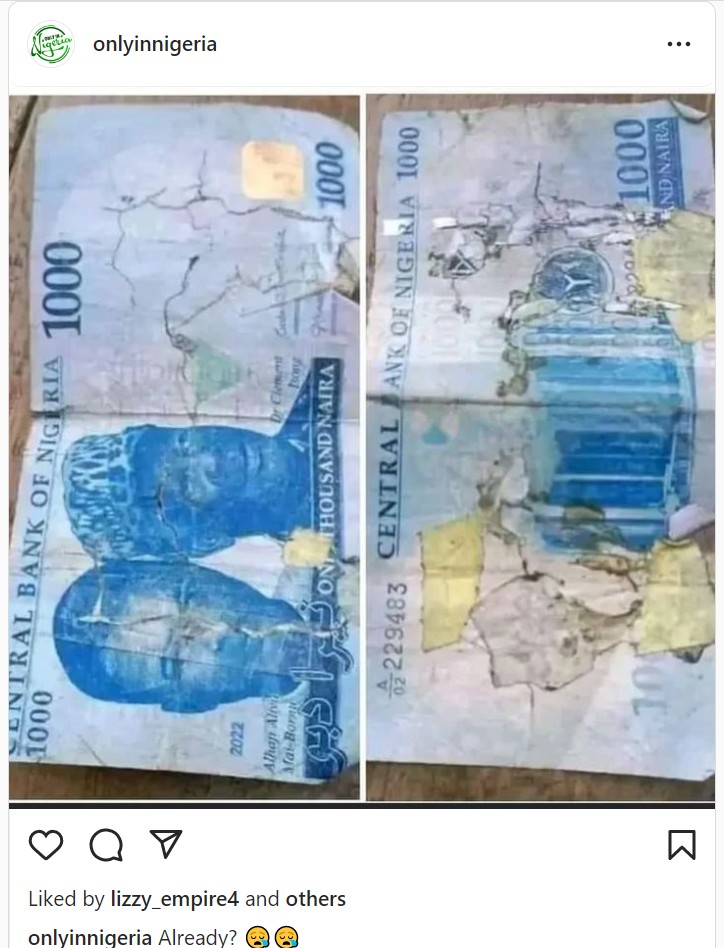 onlyinnigeria
1000
1000
CENTRAL BANK OF NIGERIA
1000
ONE THOUSAND NAIRA
Dr Clement
Isong
2022
Alhaji Aliyu
Mai-Bornu
CENTRAL BANK OF NIGERIA 1000
1000
ND NAIRA
A/02 229483
Liked by lizzy_empire4 and others
onlyinnigeria Already? 😪😪